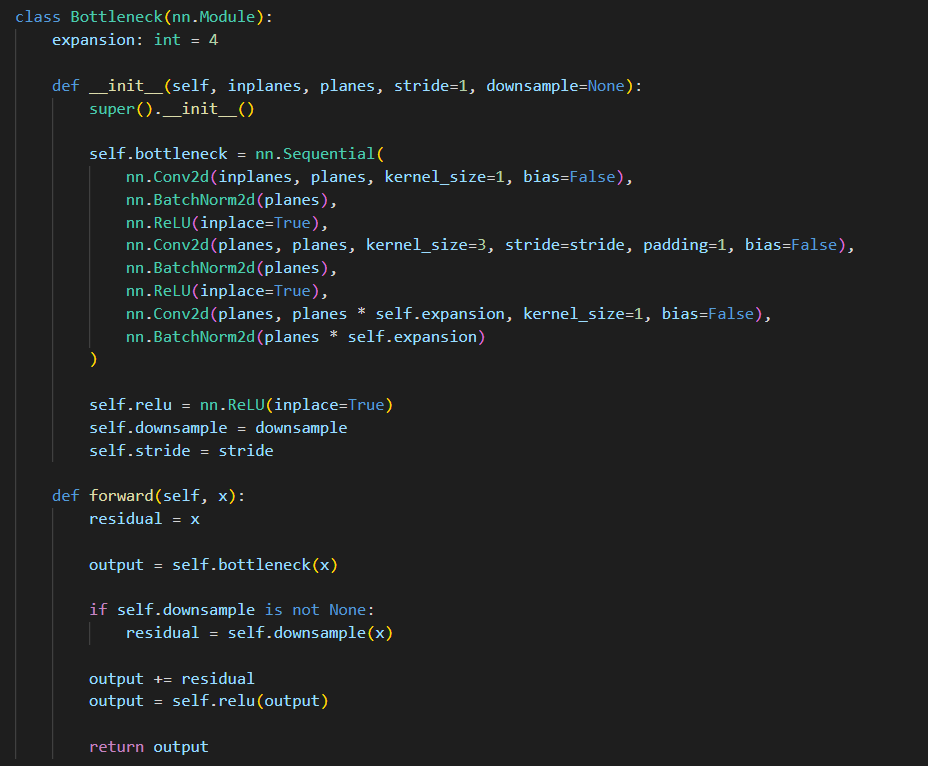 class Bottleneck(nn.Module):
    expansion: int = 4
    def __init__(self, inplanes, planes, stride=1, downsample=None):
        super().__init__()
        self.bottleneck = nn.Sequential(
            nn.Conv2d(inplanes, planes, kernel_size=1, bias=False),
            nn.BatchNorm2d(planes),
            nn.ReLU(inplace=True),
            nn.Conv2d(planes, planes, kernel_size=3, stride=stride, padding=1, bias=False),
            nn.BatchNorm2d(planes),
            nn.ReLU(inplace=True),
            nn.Conv2d(planes, planes * self.expansion, kernel_size=1, bias=False),
            nn.BatchNorm2d(planes * self.expansion)
        )
        self.relu = nn.ReLU(inplace=True)
        self.downsample = downsample
        self.stride = stride
    def forward(self, x):
        residual = x
        output = self.bottleneck(x)
        if self.downsample is not None:
            residual = self.downsample(x)
        output += residual
        output = self.relu(output)
        return output